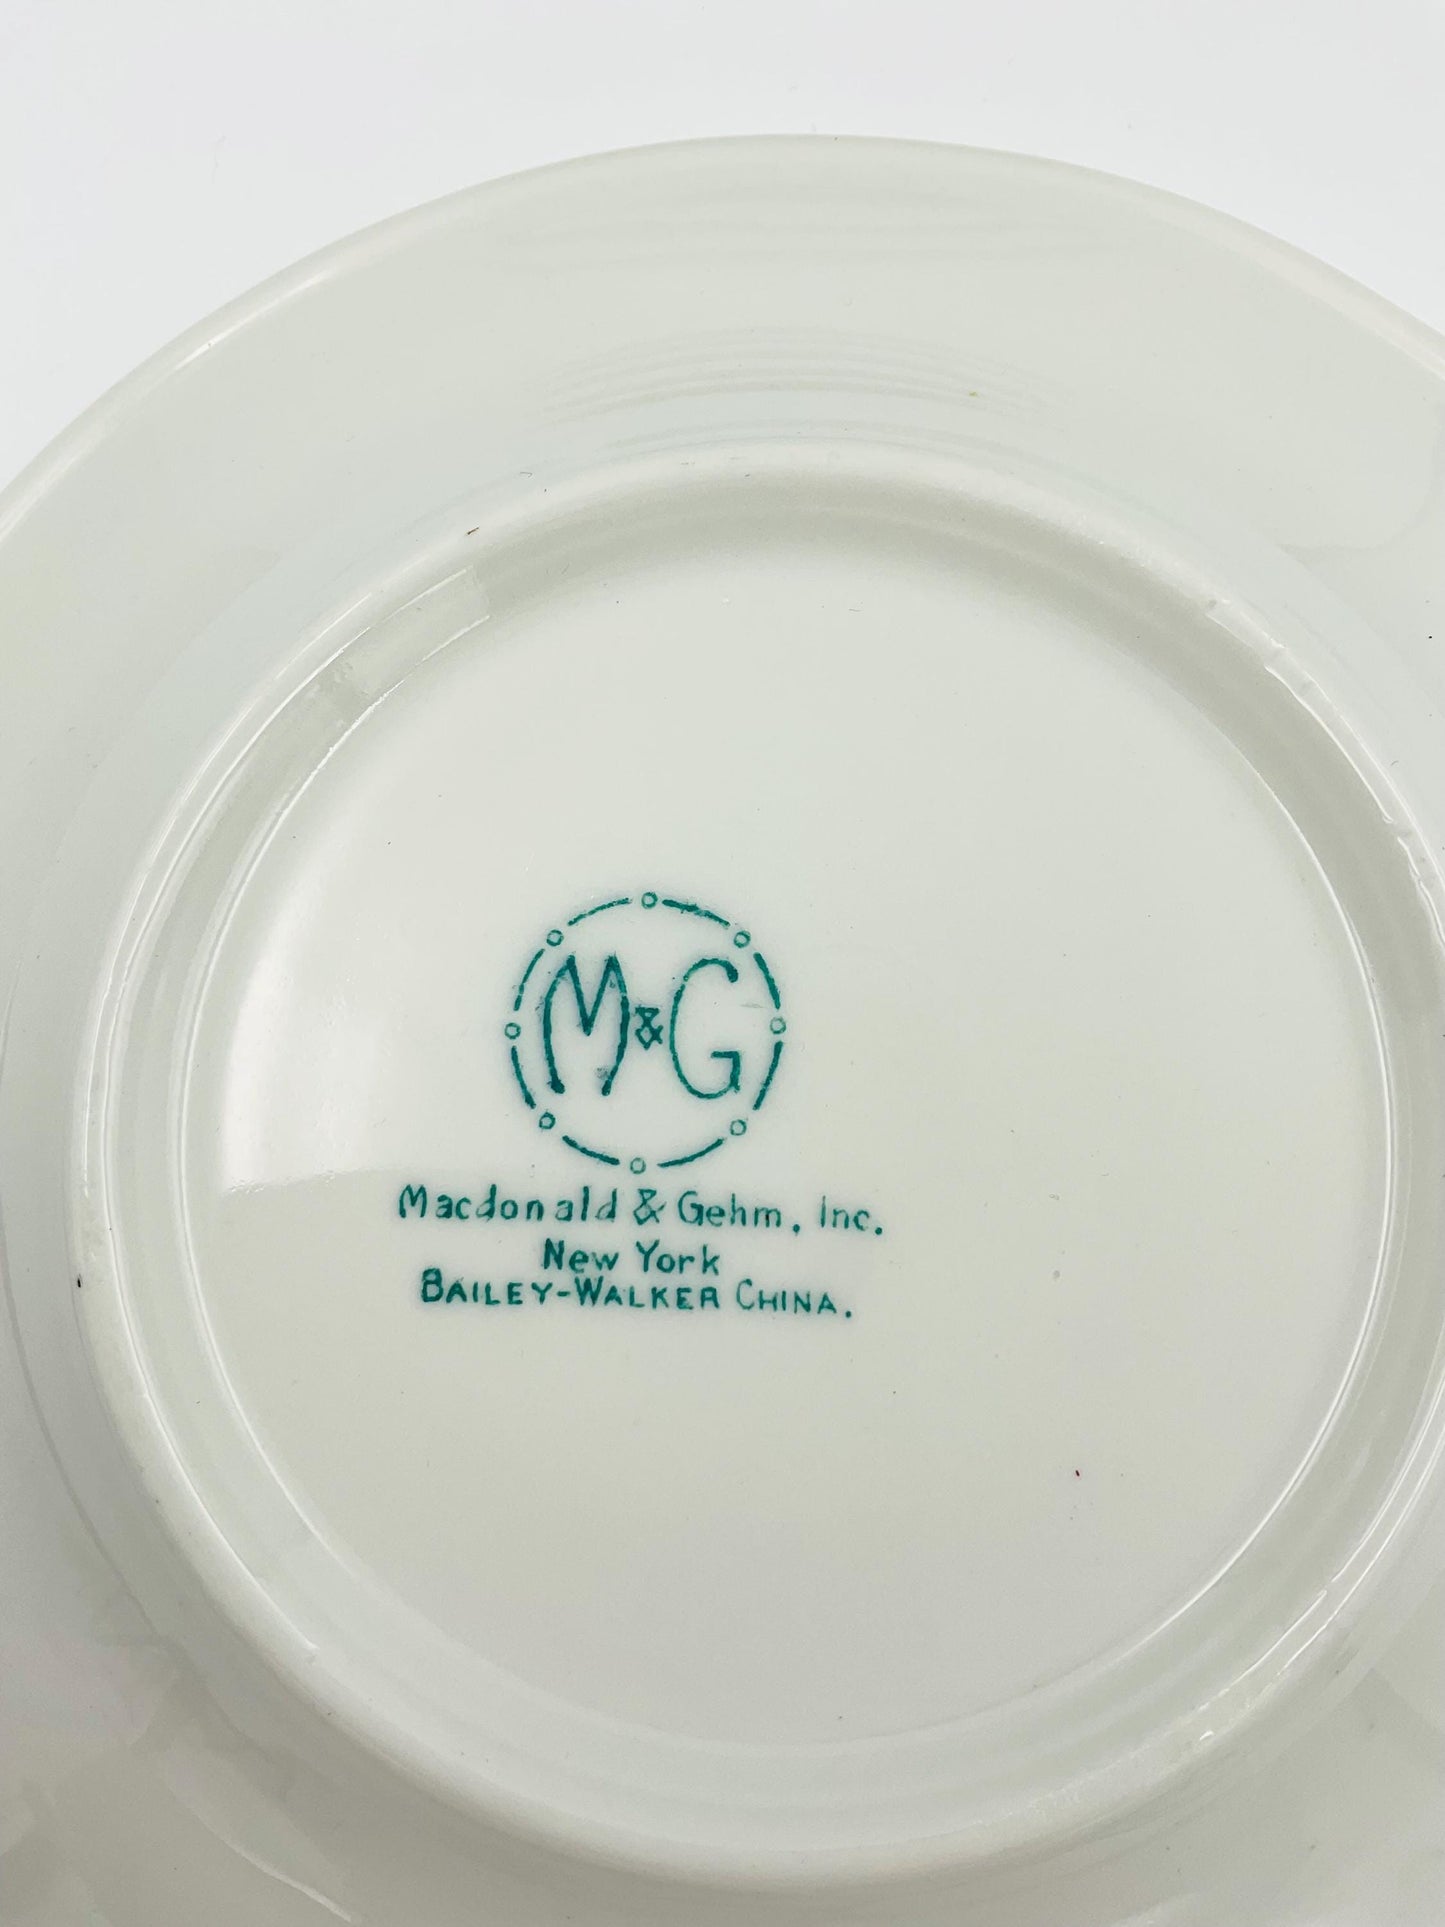 M&G
Macdonald & Gehm, Inc.
New York
BAILEY-WALKER CHINA.